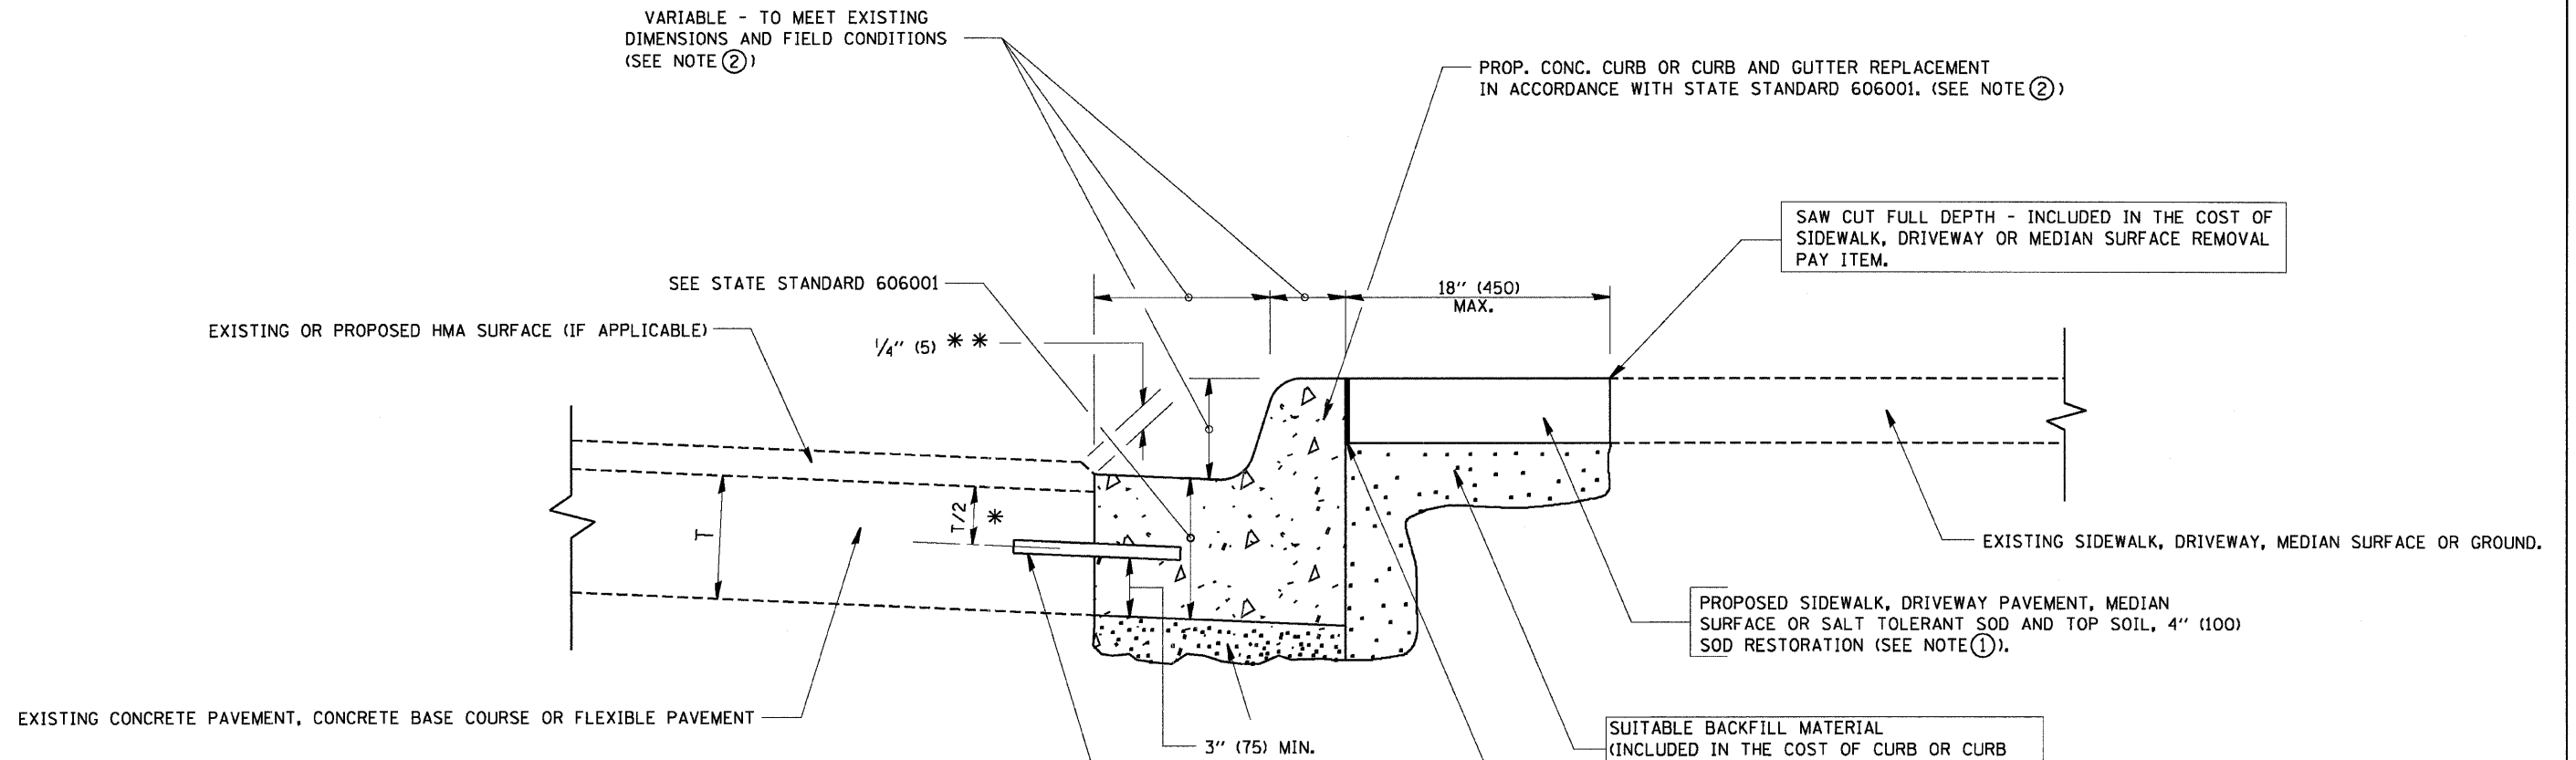 VARIABLE - TO MEET EXISTING
DIMENSIONS AND FIELD CONDITIONS
(SEE NOTE ②)
PROP. CONC. CURB OR CURB AND GUTTER REPLACEMENT
IN ACCORDANCE WITH STATE STANDARD 606001. (SEE NOTE ②)
SAW CUT FULL DEPTH - INCLUDED IN THE COST OF
SIDEWALK, DRIVEWAY OR MEDIAN SURFACE REMOVAL
PAY ITEM.
SEE STATE STANDARD 606001
18" (450)
MAX.
EXISTING OR PROPOSED HMA SURFACE (IF APPLICABLE)
1/4" (5) * *
T
T/2 *
EXISTING SIDEWALK, DRIVEWAY, MEDIAN SURFACE OR GROUND.
PROPOSED SIDEWALK, DRIVEWAY PAVEMENT, MEDIAN
SURFACE OR SALT TOLERANT SOD AND TOP SOIL, 4" (100)
SOD RESTORATION (SEE NOTE ①).
EXISTING CONCRETE PAVEMENT, CONCRETE BASE COURSE OR FLEXIBLE PAVEMENT
3" (75) MIN.
SUITABLE BACKFILL MATERIAL
(INCLUDED IN THE COST OF CURB OR CURB